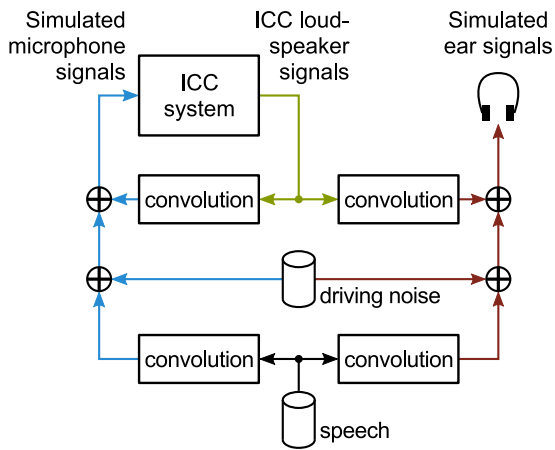 Simulated
microphone
signals
ICC loud-
speaker
signals
Simulated
ear signals
ICC
system
convolution
convolution
driving noise
convolution
convolution
speech